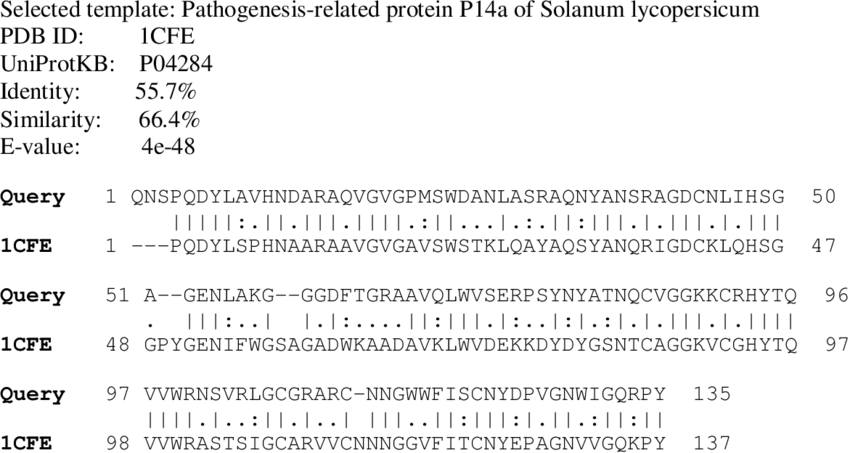 Selected template: Pathogenesis-related protein P14a of Solanum lycopersicum
PDB ID: 1CFE
UniProtKB: P04284
Identity: 55.7%
Similarity: 66.4%
E-value: 4e-48
Query 1 QNSPQDYLAVHNDARAQVGVGPMSWDANLASRAQNYANSRAGDCNLIHSG 50
|||||:.||.|||.||||.:||...|.:.||:|||.|.|||.|.|||
1CFE 1 ---PQDYLSPHNAARAAVGVGAVSWSTKLQAYAQSYANQRIGDCKLQHSG 47
Query 51 A--GENLAKG--GGDFTGRAAVQLWVSERPSYNYATNQCVGGKKCRHYTQ 96
. |||:..| |.|:....||:|||.|:..|:.|.|.|.|||.|.||||
1CFE 48 GPYGENIFWGSAGADWKAADAVKLWVDEKKDYDYGSNTCAGGKVCGHYTQ 97
Query 97 VVWRNSVRLGCGRARC-NNGWWFISCNYDPVGNWIGQRPY 135
||||.|..:||.|..| |||..||:|||:|.||.:||:||
1CFE 98 VVWRASTSIGCARVVCNNNGGVFITCNYEPAGNVVGQKPY 137